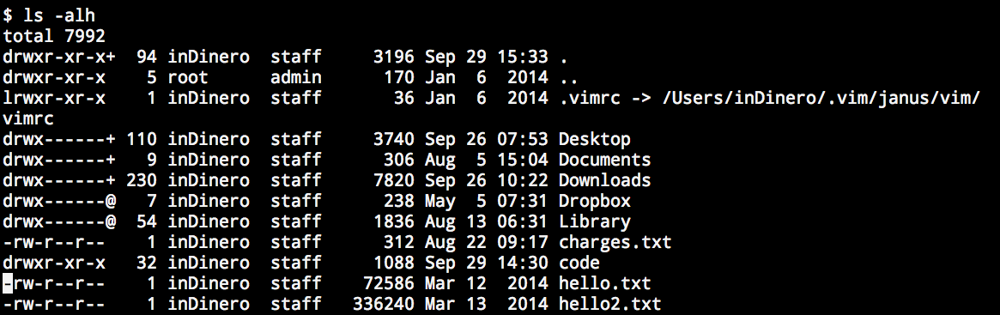 $ ls -alh
total 7992
drwxr-xr-x+  94 inDinero  staff     3196 Sep 29 15:33 .
drwxr-xr-x    5 root      admin      170 Jan  6  2014 ..
lrwxr-xr-x    1 inDinero  staff       36 Jan  6  2014 .vimrc -> /Users/inDinero/.vim/janus/vim/
vimrc
drwx------+ 110 inDinero  staff     3740 Sep 26 07:53 Desktop
drwx------+   9 inDinero  staff      306 Aug  5 15:04 Documents
drwx------+ 230 inDinero  staff     7820 Sep 26 10:22 Downloads
drwx------@   7 inDinero  staff      238 May  5 07:31 Dropbox
drwx------@  54 inDinero  staff     1836 Aug 13 06:31 Library
-rw-r--r--    1 inDinero  staff      312 Aug 22 09:17 charges.txt
drwxr-xr-x   32 inDinero  staff     1088 Sep 29 14:30 code
-rw-r--r--    1 inDinero  staff    72586 Mar 12  2014 hello.txt
-rw-r--r--    1 inDinero  staff   336240 Mar 13  2014 hello2.txt